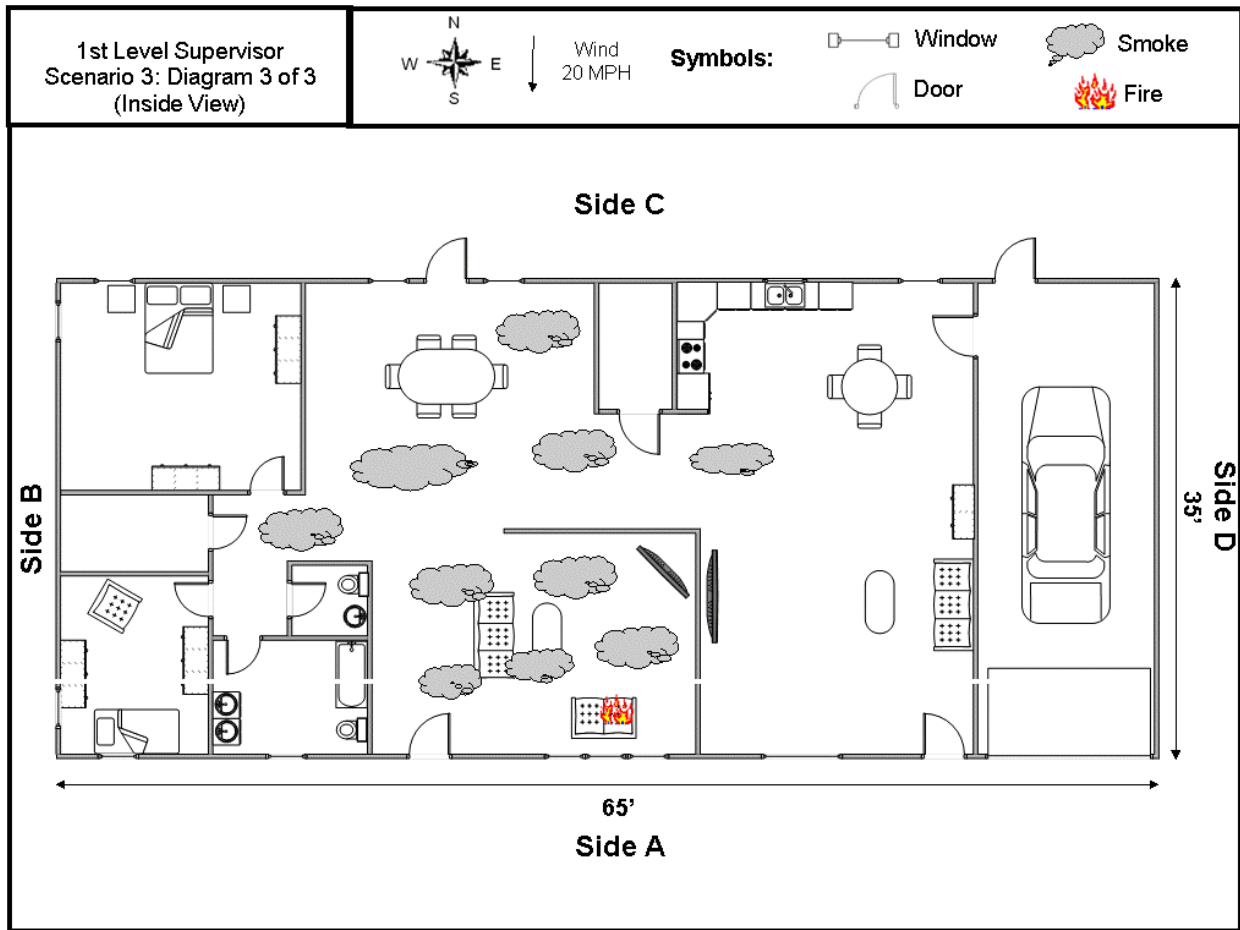 1st Level Supervisor
Scenario 3: Diagram 3 of 3
(Inside View)
N
W
E
S
Wind
20 MPH
Symbols:
Window
Door
Smoke
Fire
Side C
Side B
Side D
35’
65’
Side A